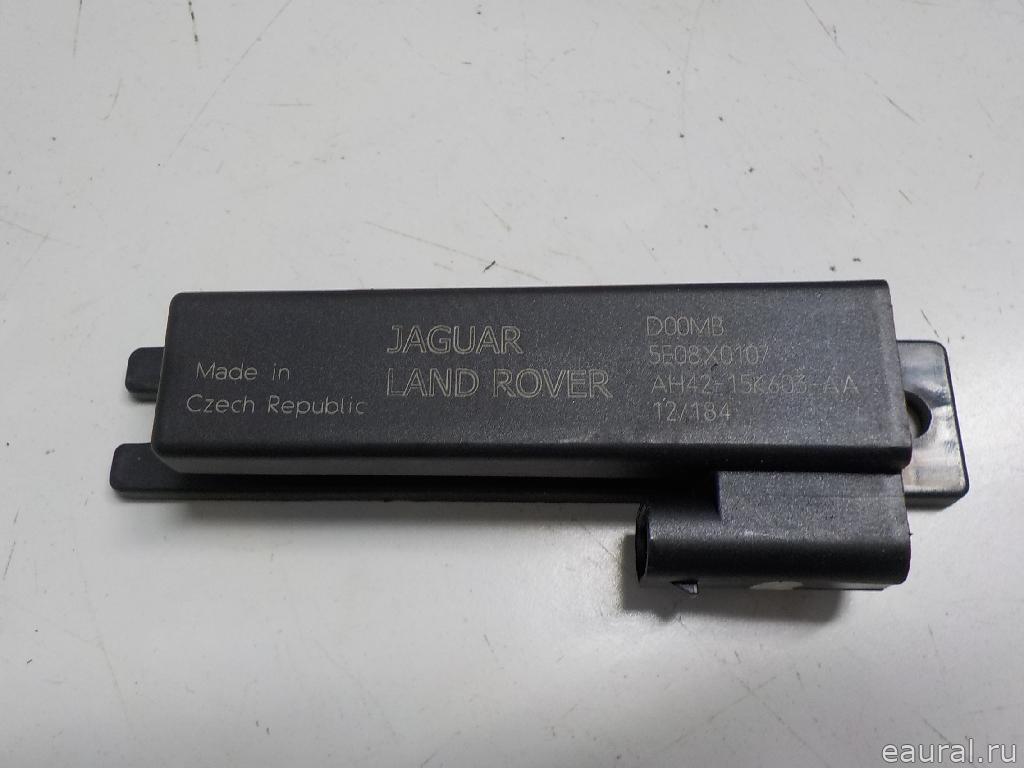 Made in
Czech Republic
JAGUAR
LAND ROVER
D00MB
5E08X0107
AH42-15K603-AA
12/184
eaural.ru